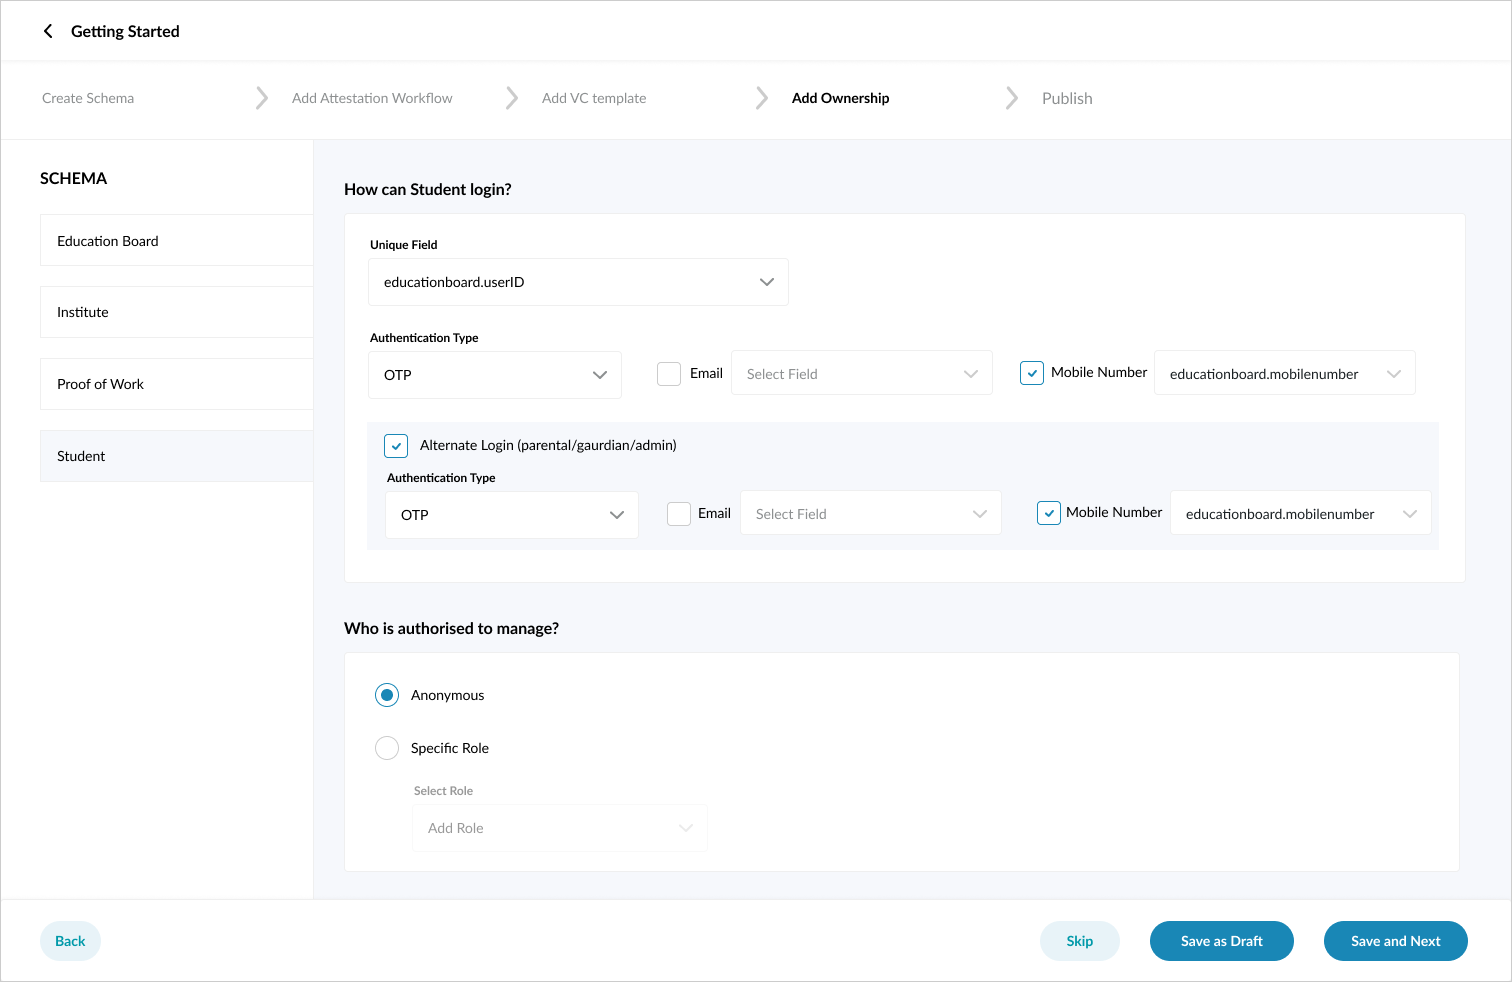 Getting Started
Create Schema
Add Attestation Workflow
Add VC template
Add Ownership
Publish
SCHEMA
Education Board
Institute
Proof of Work
Student
How can Student login?
Unique Field
educationboard.userID
Authentication Type
OTP
Email
Select Field
Mobile Number
educationboard.mobilenumber
Alternate Login (parental/gaurdian/admin)
Authentication Type
OTP
Email
Select Field
Mobile Number
educationboard.mobilenumber
Who is authorised to manage?
Anonymous
Specific Role
Select Role
Add Role
Back
Skip
Save as Draft
Save and Next